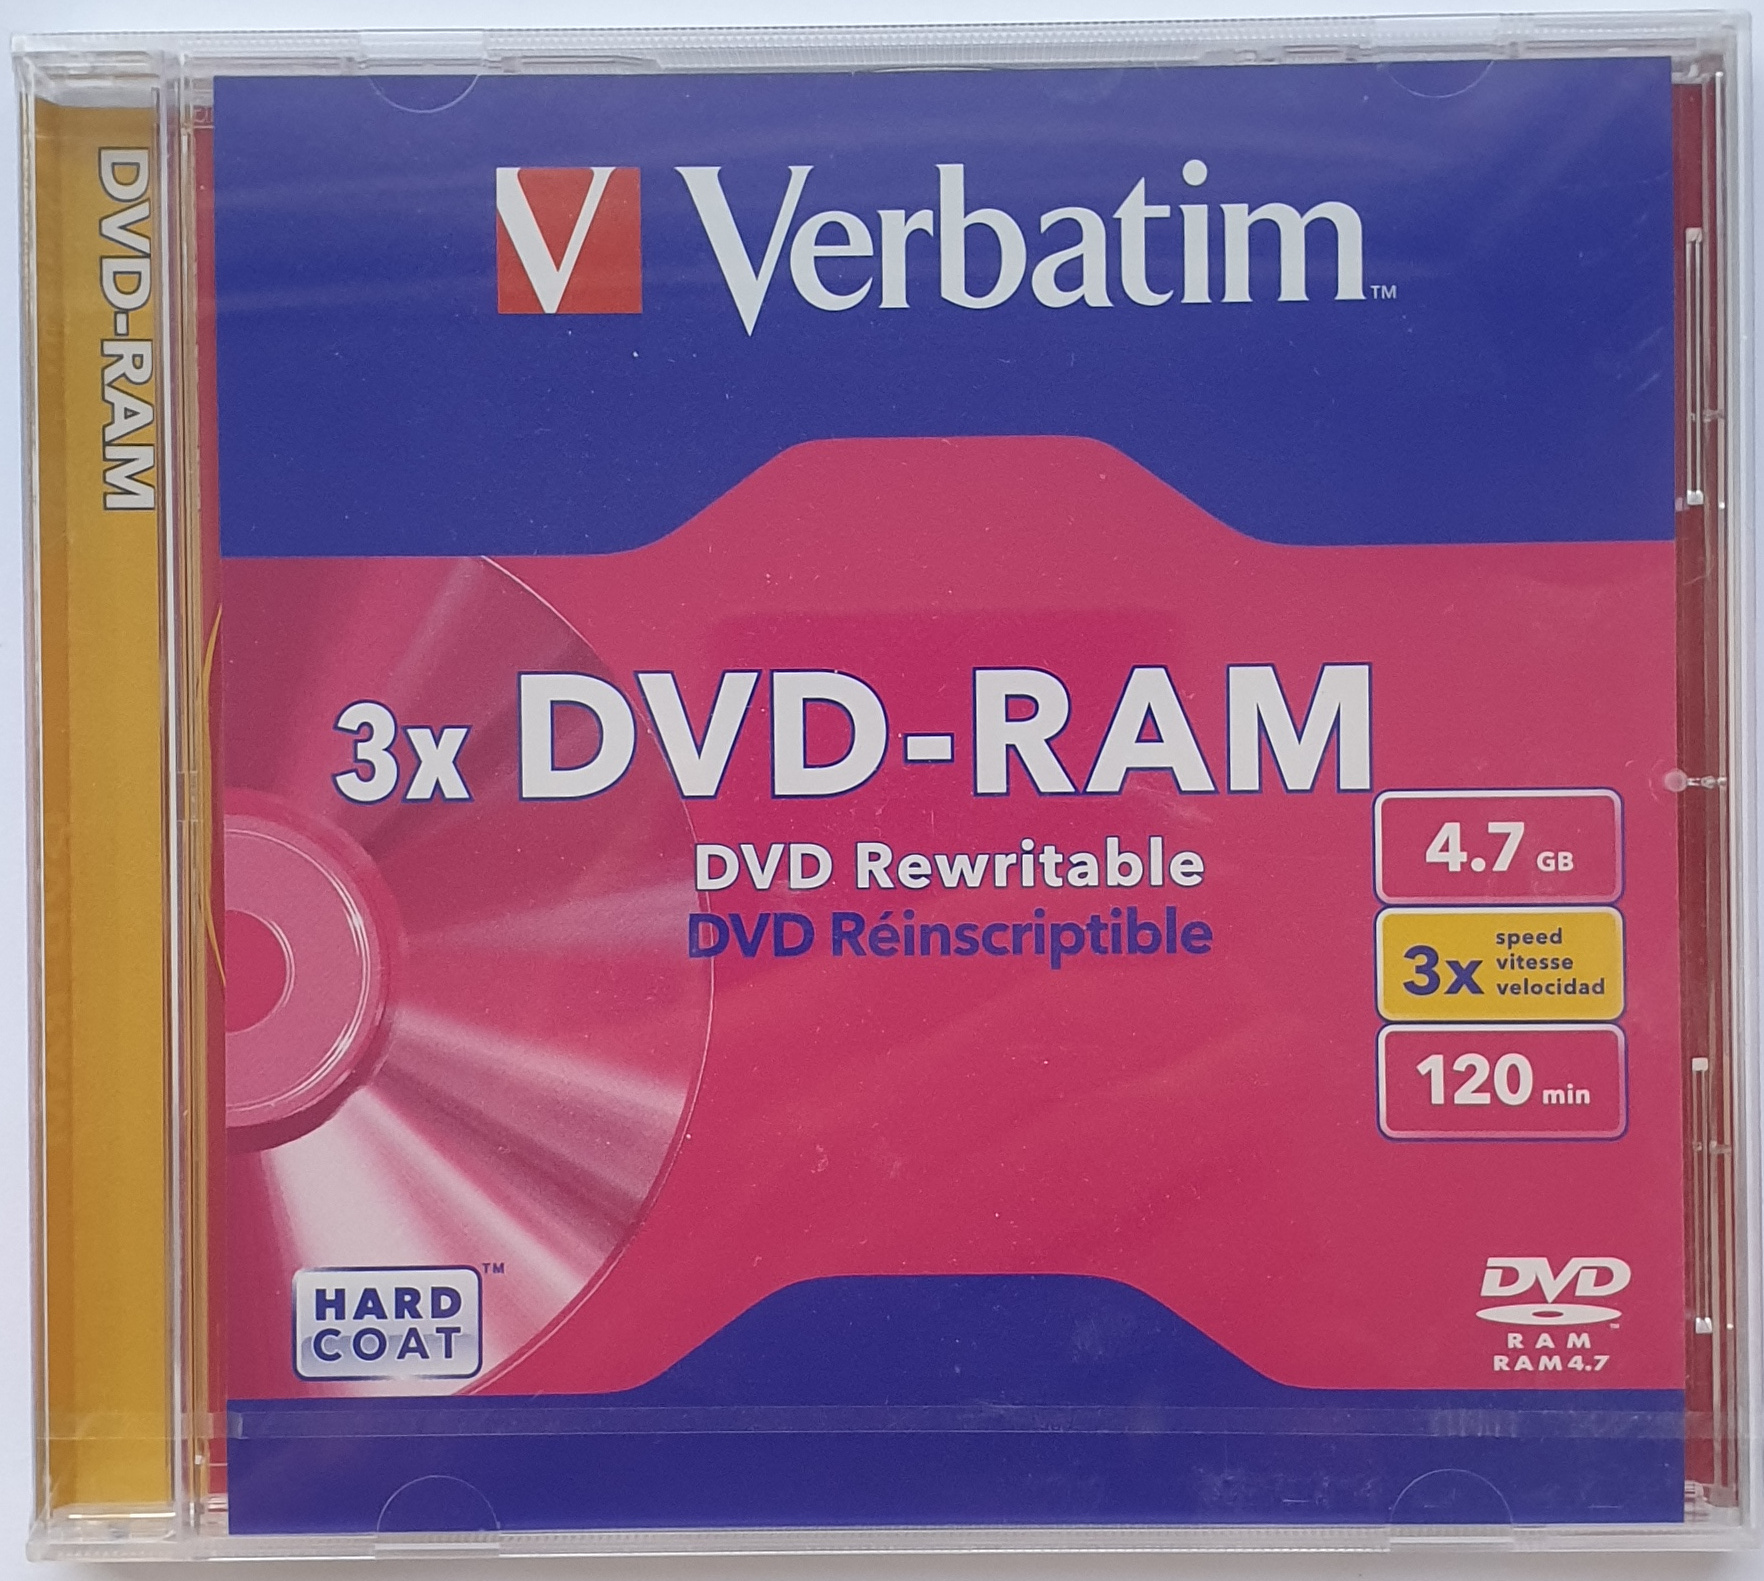 DVD-RAM
V Verbatim™
3x DVD-RAM
DVD Rewritable
DVD Réinscriptible
4.7 GB
3x speed
vitesse
velocidad
120 min
HARD
COAT™
DVD™
RAM
RAM4.7